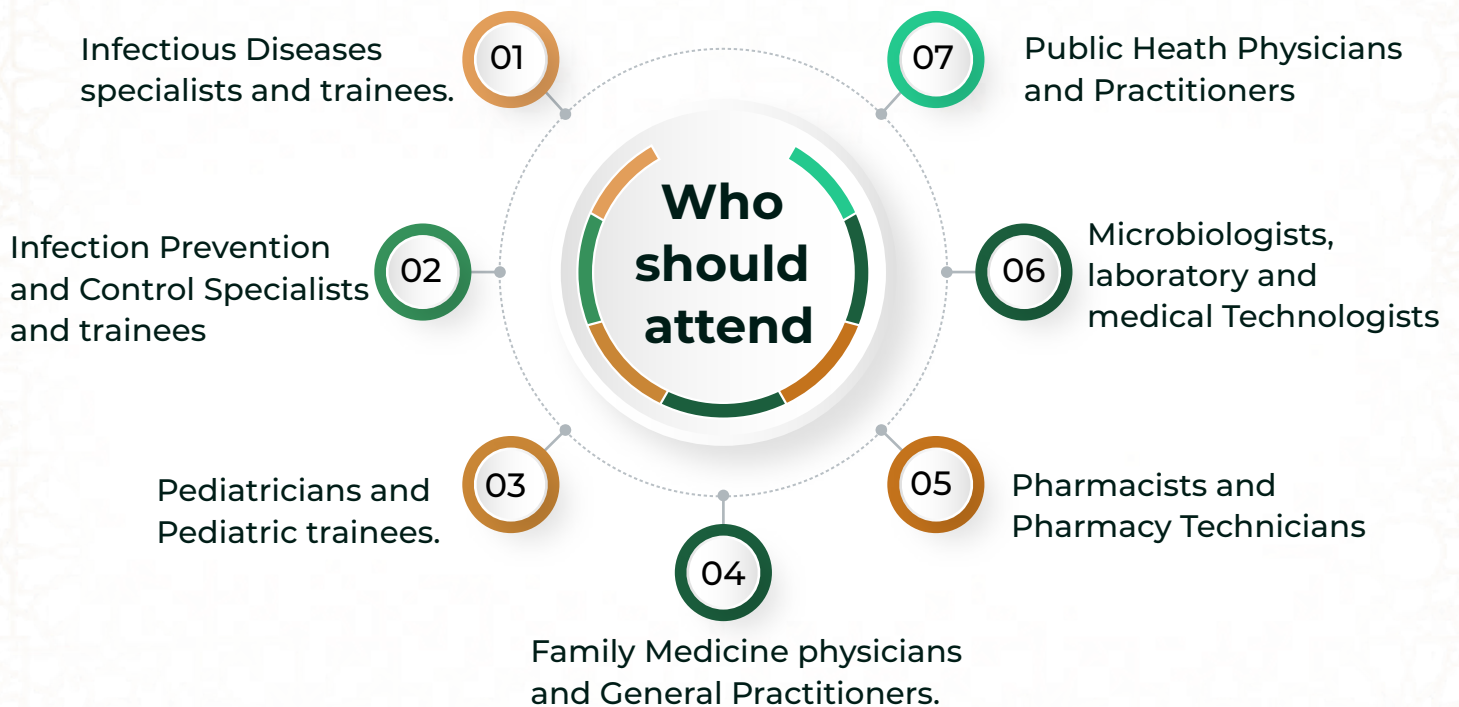 Who
should
attend
01
Infectious Diseases
specialists and trainees.
02
Infection Prevention
and Control Specialists
and trainees
03
Pediatricians and
Pediatric trainees.
04
Family Medicine physicians
and General Practitioners.
05
Pharmacists and
Pharmacy Technicians
06
Microbiologists,
laboratory and
medical Technologists
07
Public Heath Physicians
and Practitioners